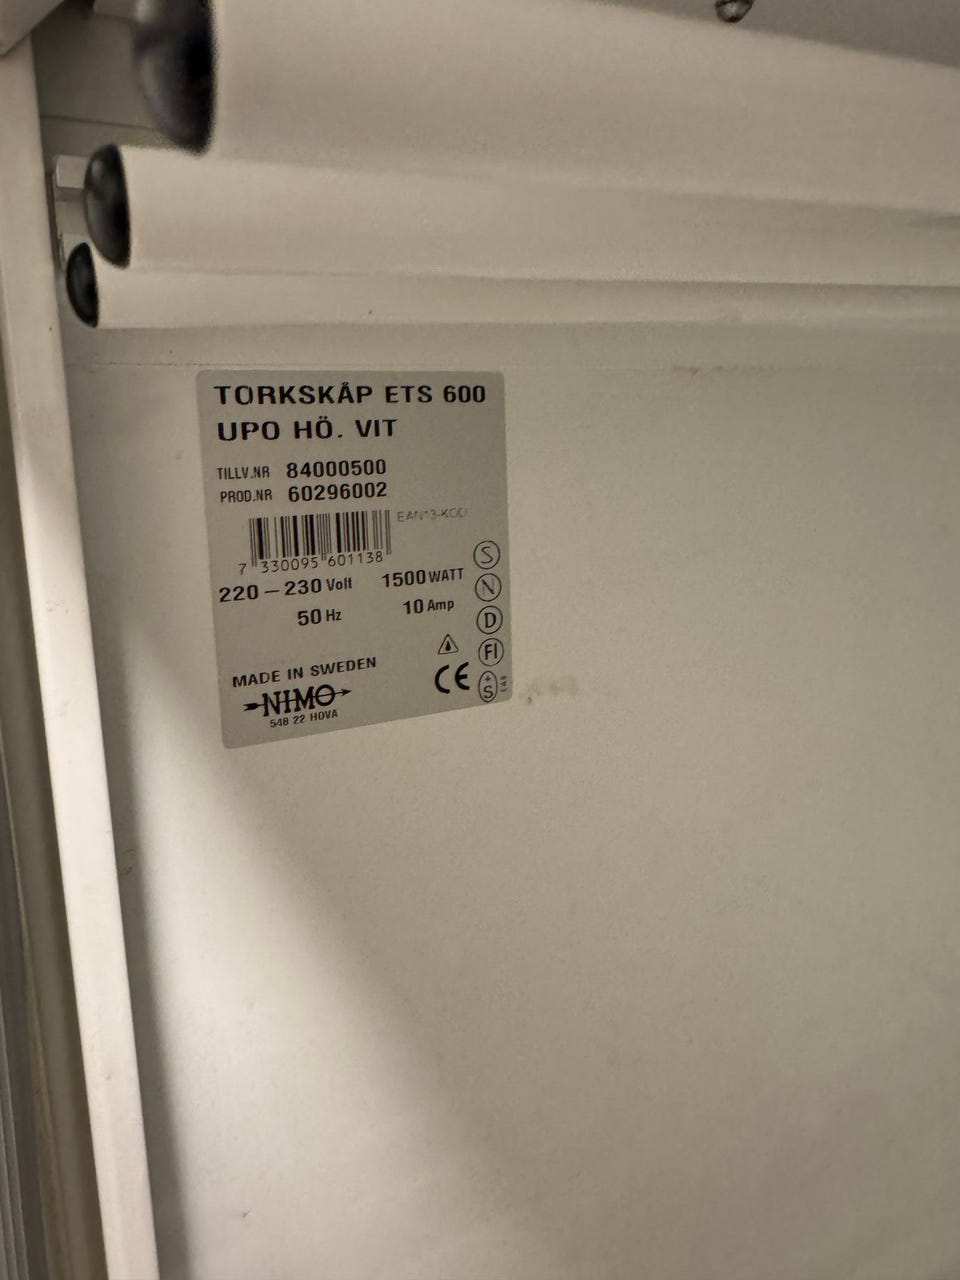 TORKSKÅP ETS 600
UPO HÖ. VIT
TILLV.NR 84000500
PROD.NR 60296002
EAN13-KOD
7 330095 601138
220 – 230 Volt 1500 WATT
50 Hz 10 Amp
S
N
D
FI
+S
MADE IN SWEDEN
CE
NIMO
548 22 HOVA